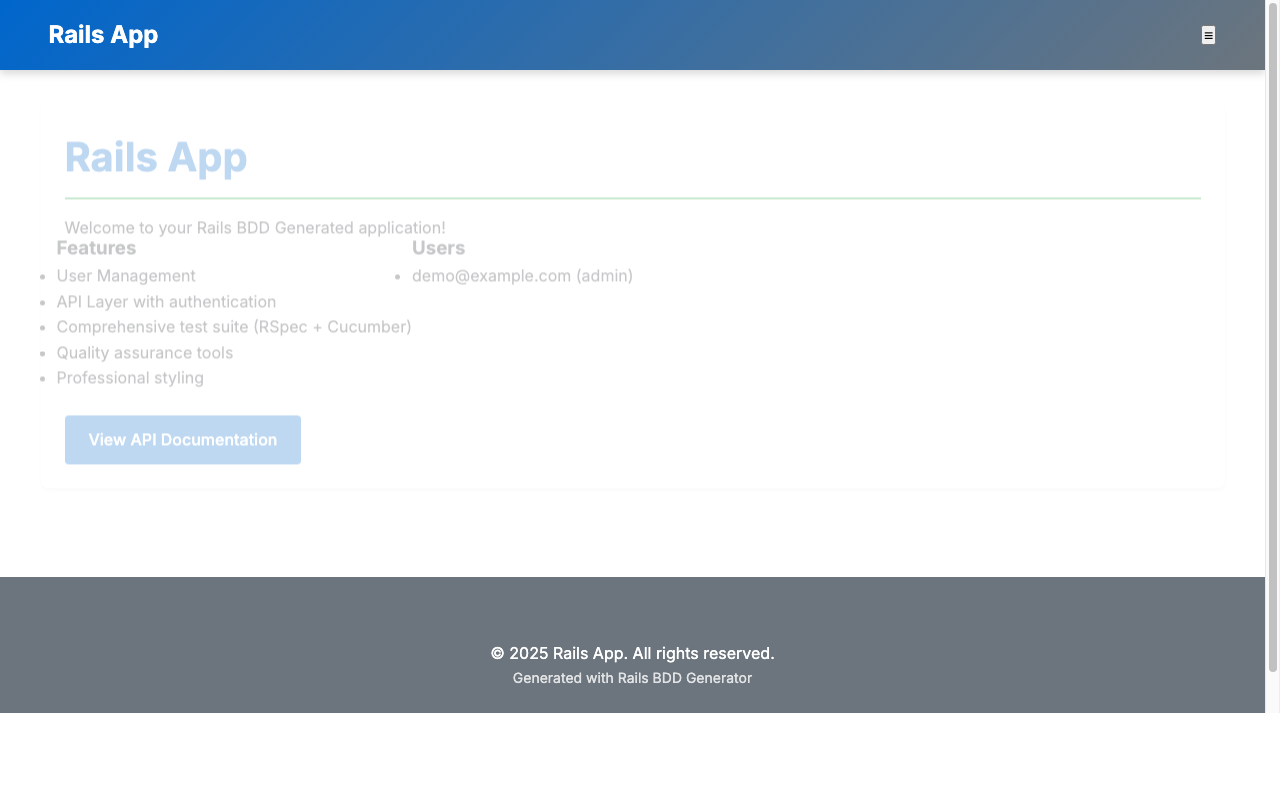 Rails App
≡
Rails App
Welcome to your Rails BDD Generated application!
Features
User Management
API Layer with authentication
Comprehensive test suite (RSpec + Cucumber)
Quality assurance tools
Professional styling
Users
demo@example.com (admin)
View API Documentation
© 2025 Rails App. All rights reserved.
Generated with Rails BDD Generator